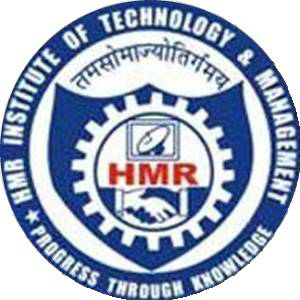 HMR INSTITUTE OF TECHNOLOGY & MANAGEMENT
तमसोमाज्योतिर्गमय
HMR
★ PROGRESS THROUGH KNOWLEDGE